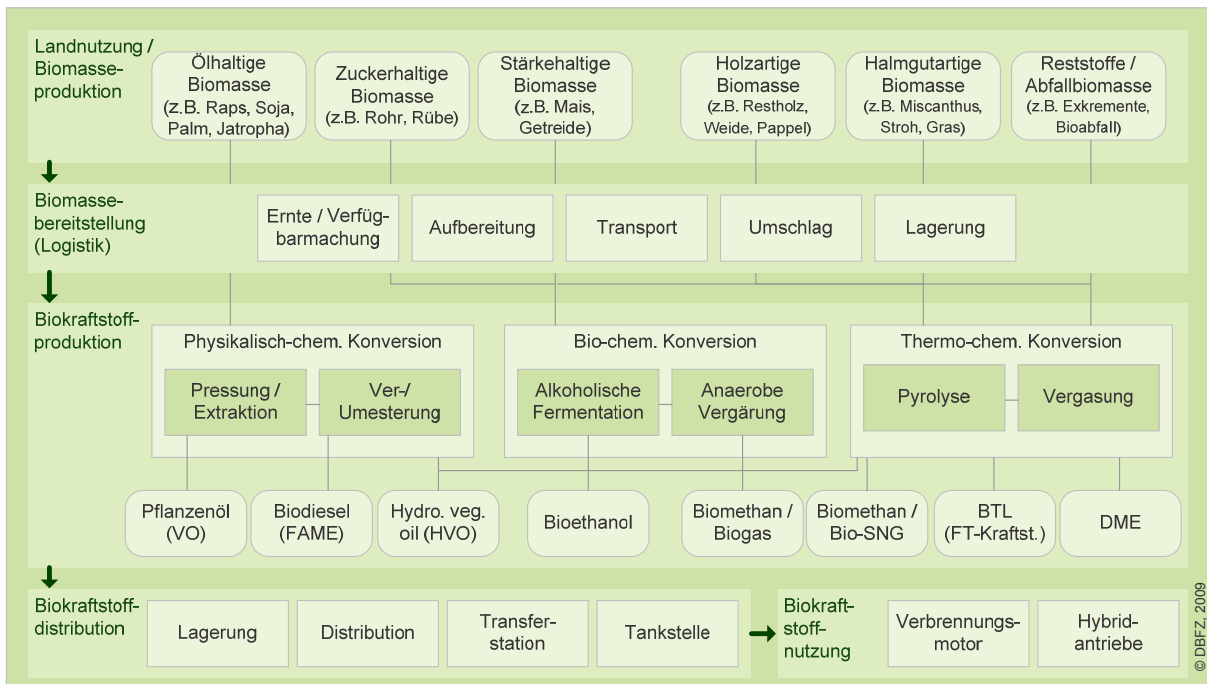 Landnutzung /
Biomasse-
produktion
Ölhaltige
Biomasse
(z.B. Raps, Soja,
Palm, Jatropha)
Zuckerhaltige
Biomasse
(z.B. Rohr, Rübe)
Stärkehaltige
Biomasse
(z.B. Mais,
Getreide)
Holzartige
Biomasse
(z.B. Restholz,
Weide, Pappel)
Halmgutartige
Biomasse
(z.B. Miscanthus,
Stroh, Gras)
Reststoffe /
Abfallbiomasse
(z.B. Exkremente,
Bioabfall)
Biomasse-
bereitstellung
(Logistik)
Ernte / Verfüg-
barmachung
Aufbereitung
Transport
Umschlag
Lagerung
Biokraftstoff-
produktion
Physikalisch-chem. Konversion
Pressung /
Extraktion
Ver-/
Umesterung
Bio-chem. Konversion
Alkoholische
Fermentation
Anaerobe
Vergärung
Thermo-chem. Konversion
Pyrolyse
Vergasung
Pflanzenöl
(VO)
Biodiesel
(FAME)
Hydro. veg.
oil (HVO)
Bioethanol
Biomethan /
Biogas
Biomethan /
Bio-SNG
BTL
(FT-Kraftst.)
DME
Biokraftstoff-
distribution
Lagerung
Distribution
Transfer-
station
Tankstelle
Biokraft-
stoff-
nutzung
Verbrennungs-
motor
Hybrid-
antriebe
© DBFZ, 2009